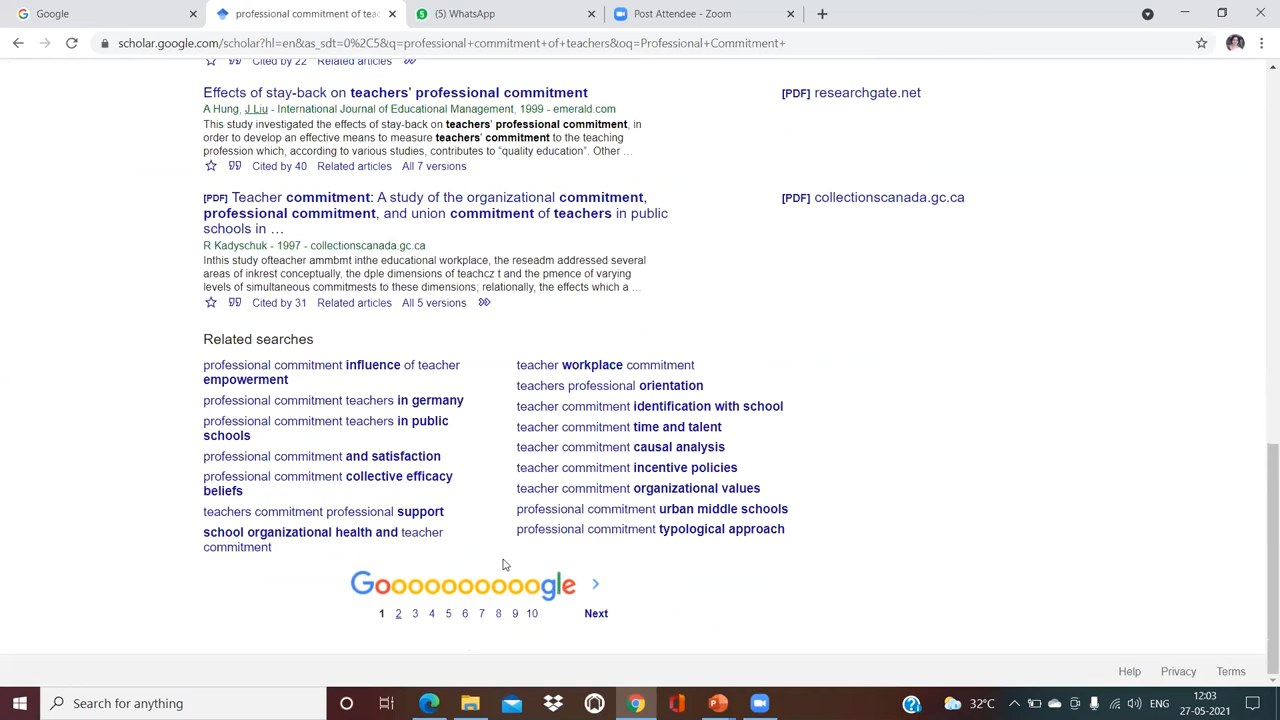 Google
professional commitment of tea
(5) WhatsApp
Post Attendee - Zoom
scholar.google.com/scholar?hl=en&as_sdt=0%2C5&q=professional+commitment+of+teachers&oq=Professional+Commitment+
Cited by 22 Related articles
Effects of stay-back on teachers' professional commitment
[PDF] researchgate.net
A Hung, J Liu - International Journal of Educational Management, 1999 - emerald.com
This study investigated the effects of stay-back on teachers' professional commitment, in
order to develop an effective means to measure teachers' commitment to the teaching
profession which, according to various studies, contributes to "quality education". Other …
Cited by 40 Related articles All 7 versions
[PDF] Teacher commitment: A study of the organizational commitment,
professional commitment, and union commitment of teachers in public
schools in …
[PDF] collectionscanada.gc.ca
R Kadyschuk - 1997 - collectionscanada.gc.ca
Inthis study ofteacher ammbmt inthe educational workplace, the reseadm addressed several
areas of inkrest conceptually, the dple dimensions of teachcz t and the pmence of varying
levels of simultaneous commitmests to these dimensions; relationally, the effects which a …
Cited by 31 Related articles All 5 versions
Related searches
professional commitment influence of teacher
empowerment
professional commitment teachers in germany
professional commitment teachers in public
schools
professional commitment and satisfaction
professional commitment collective efficacy
beliefs
teachers commitment professional support
school organizational health and teacher
commitment
teacher workplace commitment
teachers professional orientation
teacher commitment identification with school
teacher commitment time and talent
teacher commitment causal analysis
teacher commitment incentive policies
teacher commitment organizational values
professional commitment urban middle schools
professional commitment typological approach
Goooooooooogle
1 2 3 4 5 6 7 8 9 10 Next
Help Privacy Terms
Search for anything
32°C
ENG
12:03
27-05-2021